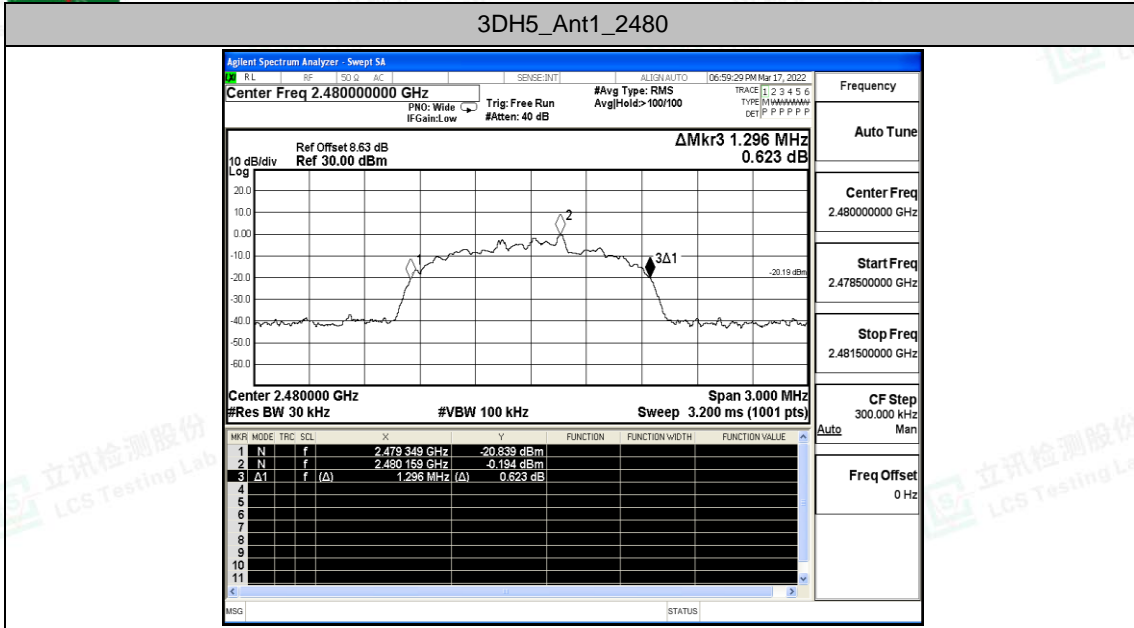 3DH5_Ant1_2480
Agilent Spectrum Analyzer - Swept SA
RL RF 50 Ω AC SENSE:INT ALIGN AUTO 06:59:29 PM Mar 17, 2022
Center Freq 2.480000000 GHz
PNO: Wide
IFGain:Low
Trig: Free Run
#Atten: 40 dB
#Avg Type: RMS
Avg|Hold:>100/100
TRACE 1 2 3 4 5 6
TYPE M
DET P P P P P P
ΔMkr3 1.296 MHz
0.623 dB
Ref Offset 8.63 dB
10 dB/div Ref 30.00 dBm
Log
20.0
10.0
0.00
-10.0
-20.0
-30.0
-40.0
-50.0
-60.0
1
2
3Δ1
-20.19 dBm
Center 2.480000 GHz Span 3.000 MHz
#Res BW 30 kHz #VBW 100 kHz Sweep 3.200 ms (1001 pts)
MKR MODE TRC SCL X Y FUNCTION FUNCTION WIDTH FUNCTION VALUE
1 N f 2.479 349 GHz -20.839 dBm
2 N f 2.480 159 GHz -0.194 dBm
3 Δ1 f (Δ) 1.296 MHz (Δ) 0.623 dB
4
5
6
7
8
9
10
11
MSG STATUS
Frequency
Auto Tune
Center Freq
2.480000000 GHz
Start Freq
2.478500000 GHz
Stop Freq
2.481500000 GHz
CF Step
300.000 kHz
Auto Man
Freq Offset
0 Hz
立讯检测股份
LCS Testing Lab
立讯检测股份
LCS Testing La